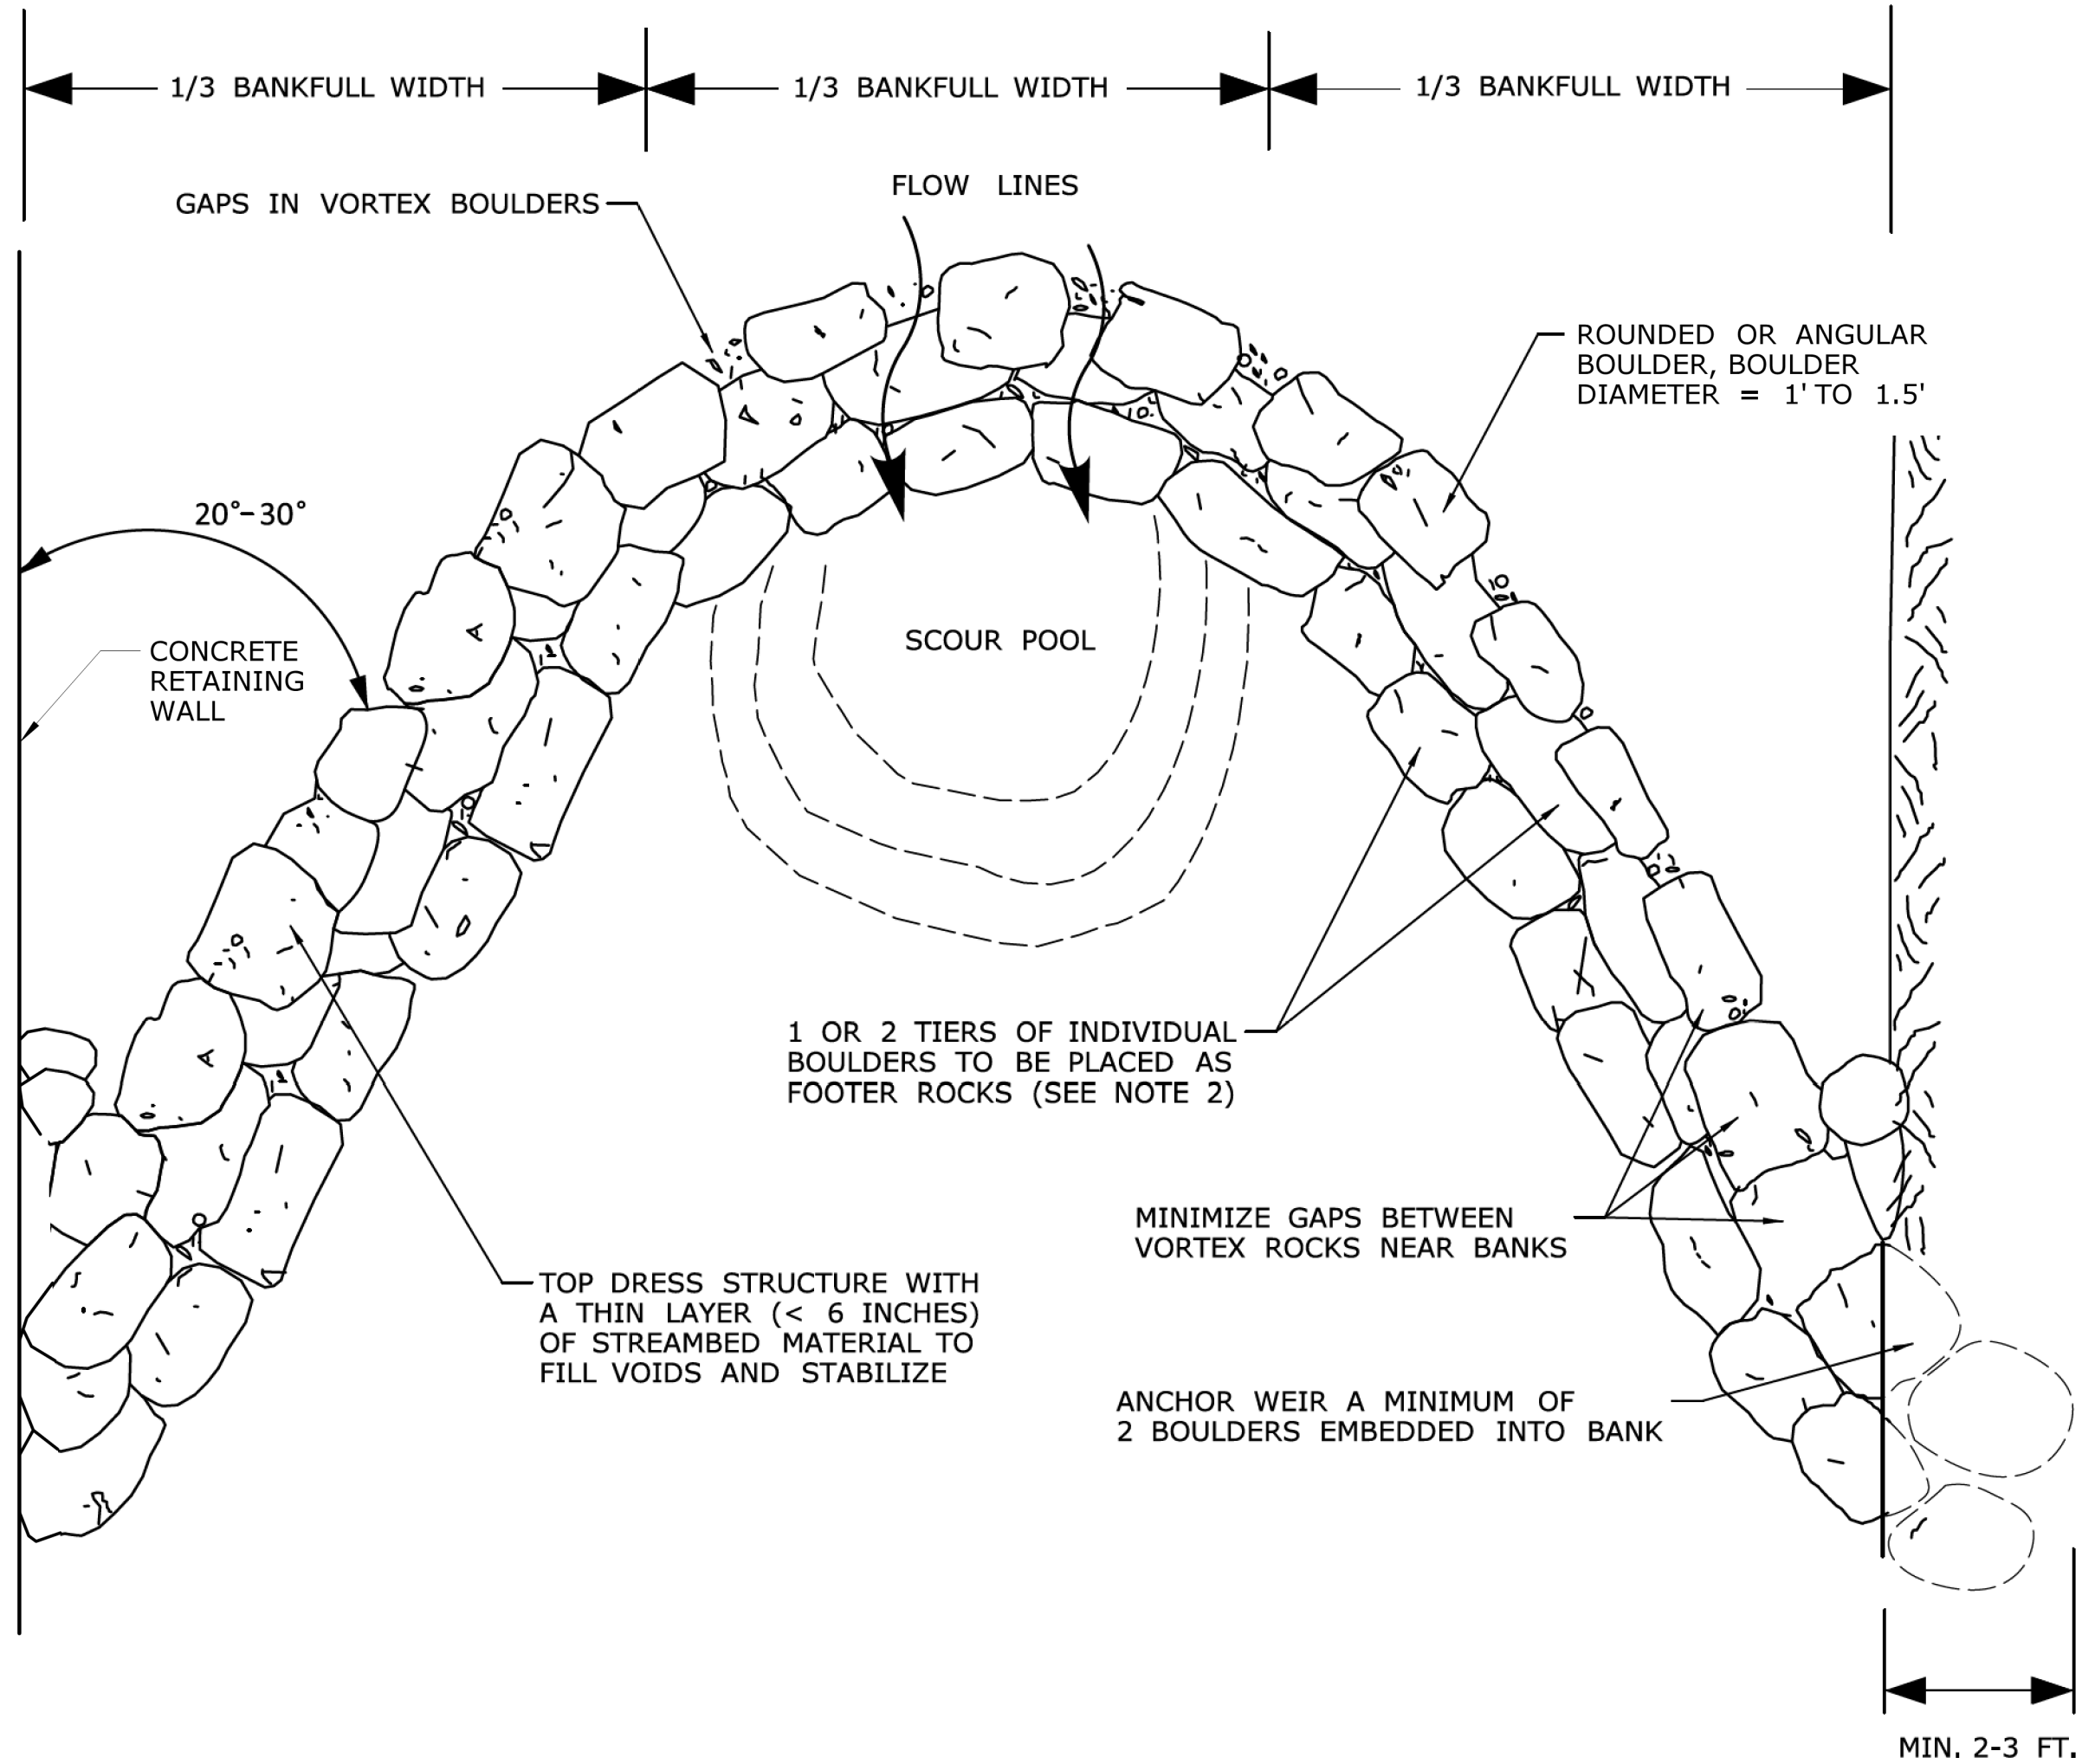 1/3 BANKFULL WIDTH
1/3 BANKFULL WIDTH
1/3 BANKFULL WIDTH
FLOW LINES
GAPS IN VORTEX BOULDERS
ROUNDED OR ANGULAR
BOULDER, BOULDER
DIAMETER = 1' TO 1.5'
20°-30°
CONCRETE
RETAINING
WALL
SCOUR POOL
1 OR 2 TIERS OF INDIVIDUAL
BOULDERS TO BE PLACED AS
FOOTER ROCKS (SEE NOTE 2)
MINIMIZE GAPS BETWEEN
VORTEX ROCKS NEAR BANKS
TOP DRESS STRUCTURE WITH
A THIN LAYER (< 6 INCHES)
OF STREAMBED MATERIAL TO
FILL VOIDS AND STABILIZE
ANCHOR WEIR A MINIMUM OF
2 BOULDERS EMBEDDED INTO BANK
MIN. 2-3 FT.